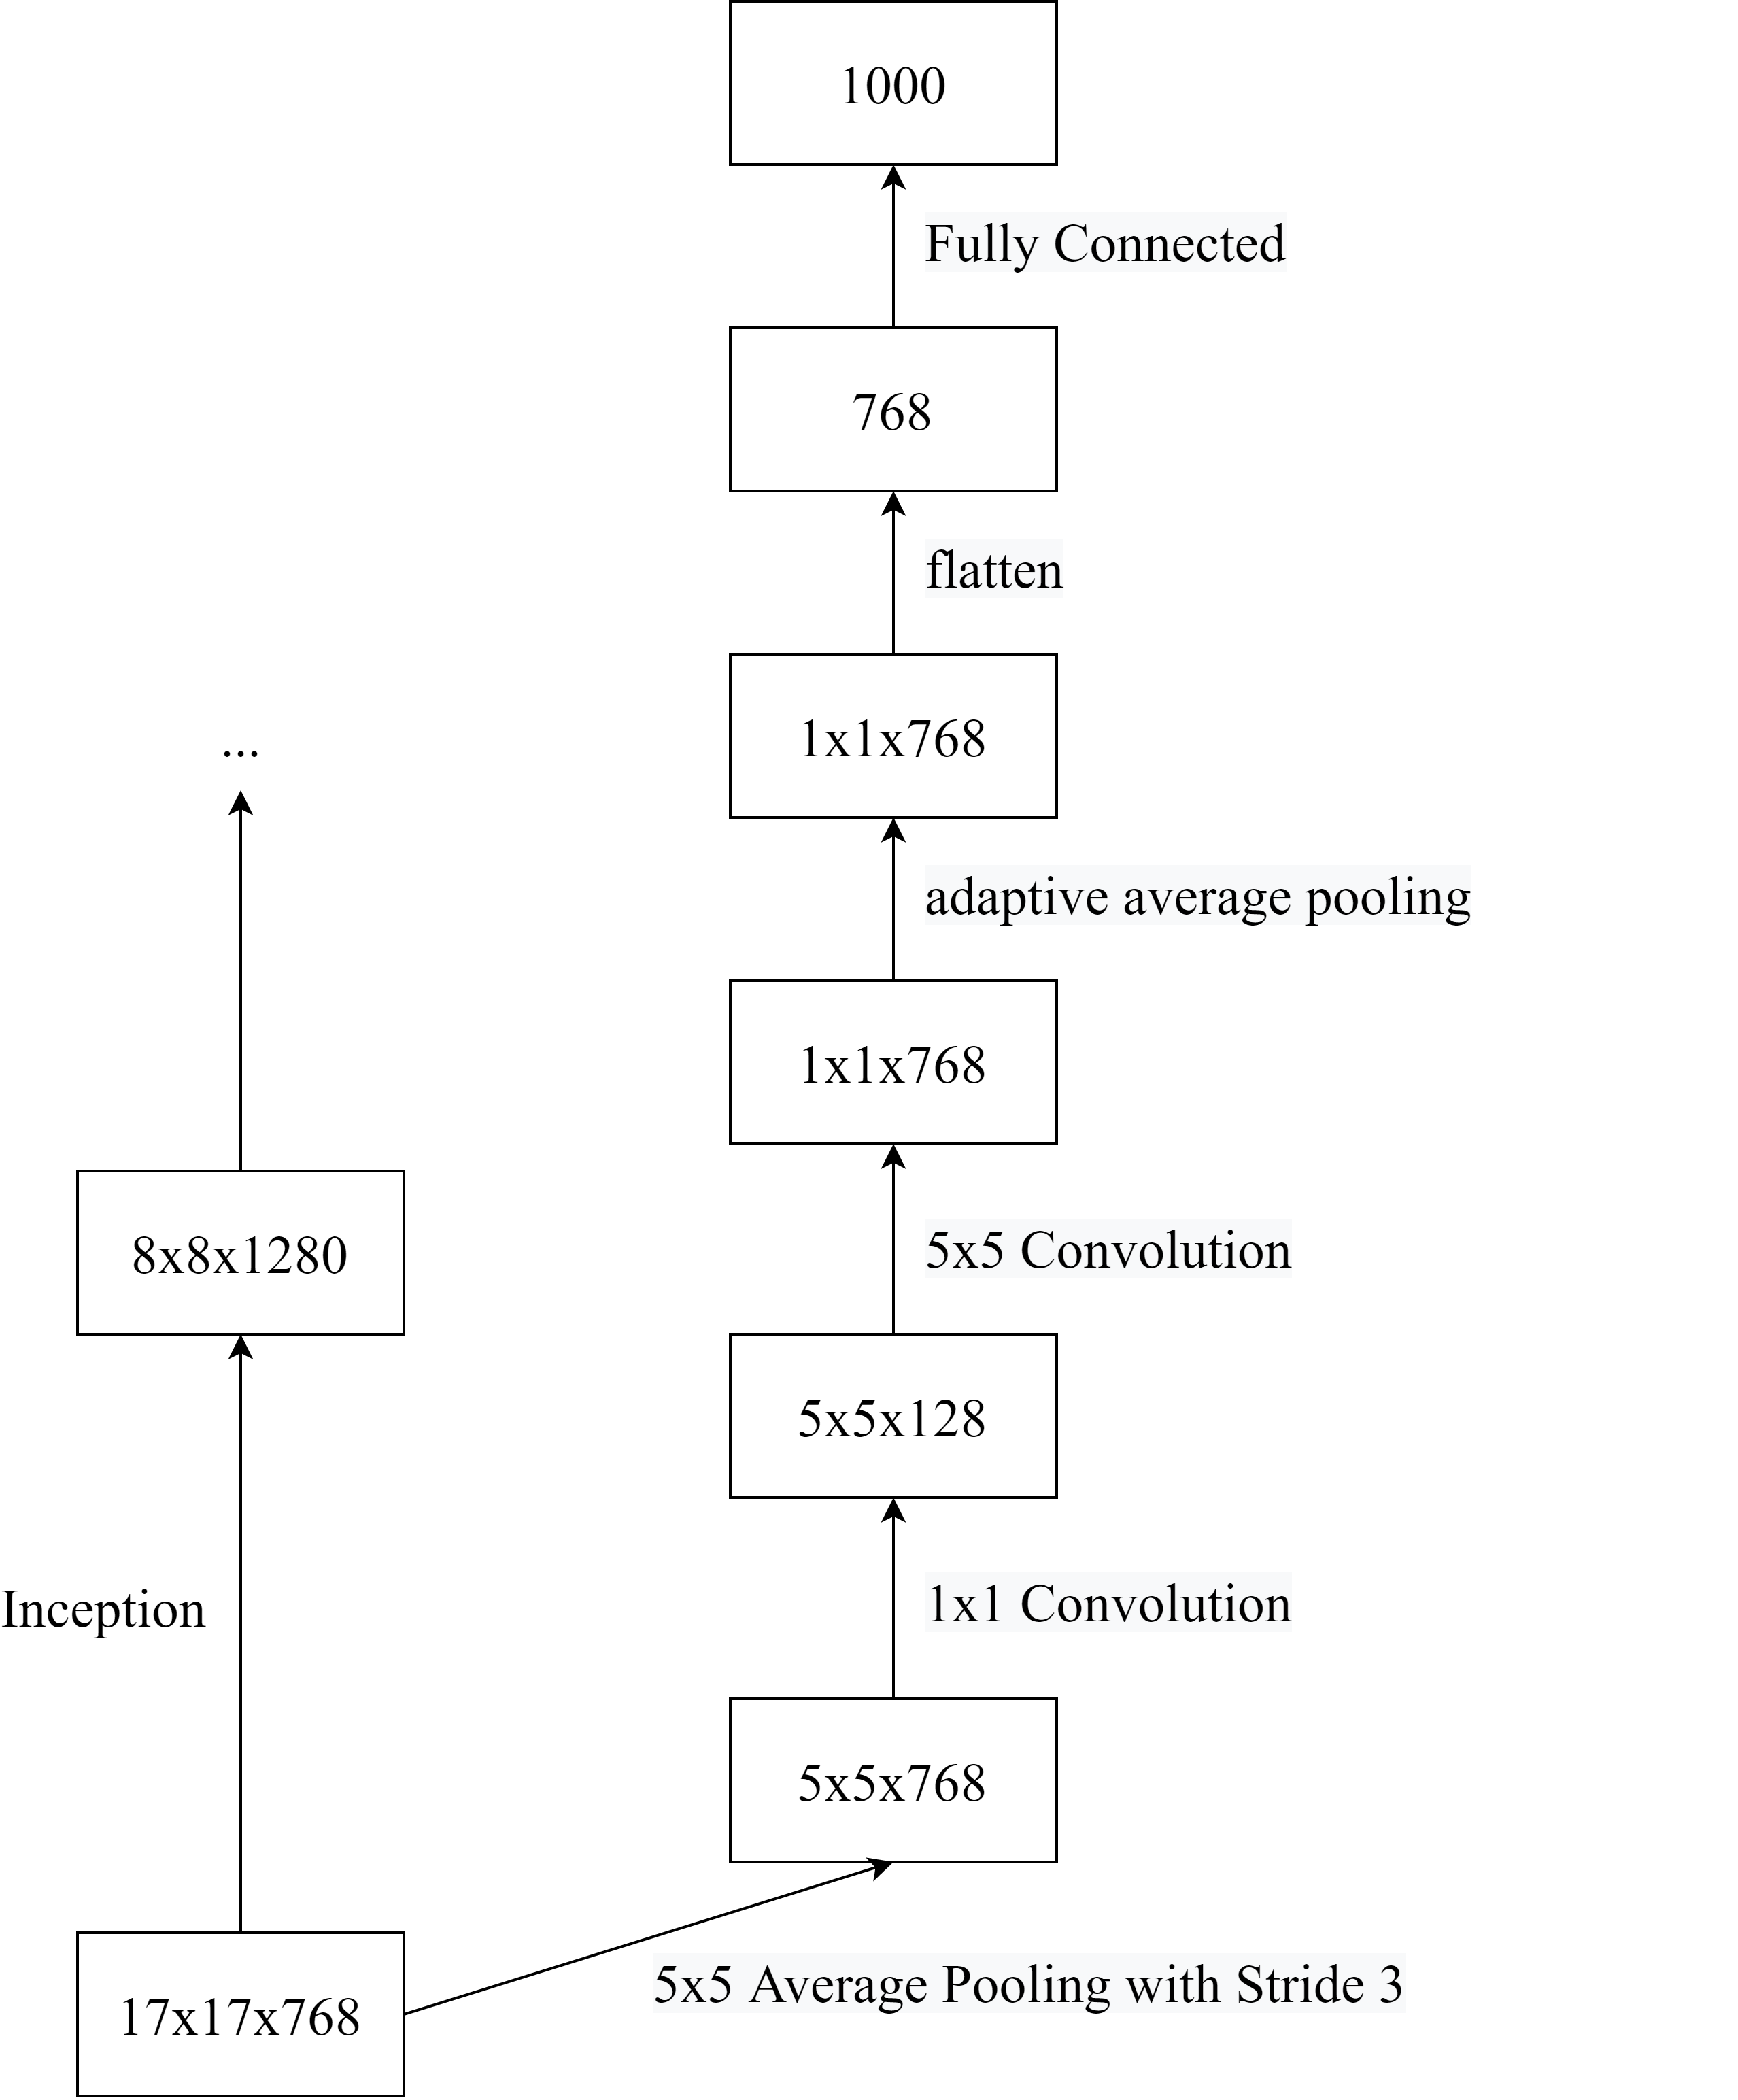 1000
Fully Connected
768
flatten
1x1x768
...
adaptive average pooling
1x1x768
8x8x1280
5x5 Convolution
5x5x128
Inception
1x1 Convolution
5x5x768
5x5 Average Pooling with Stride 3
17x17x768